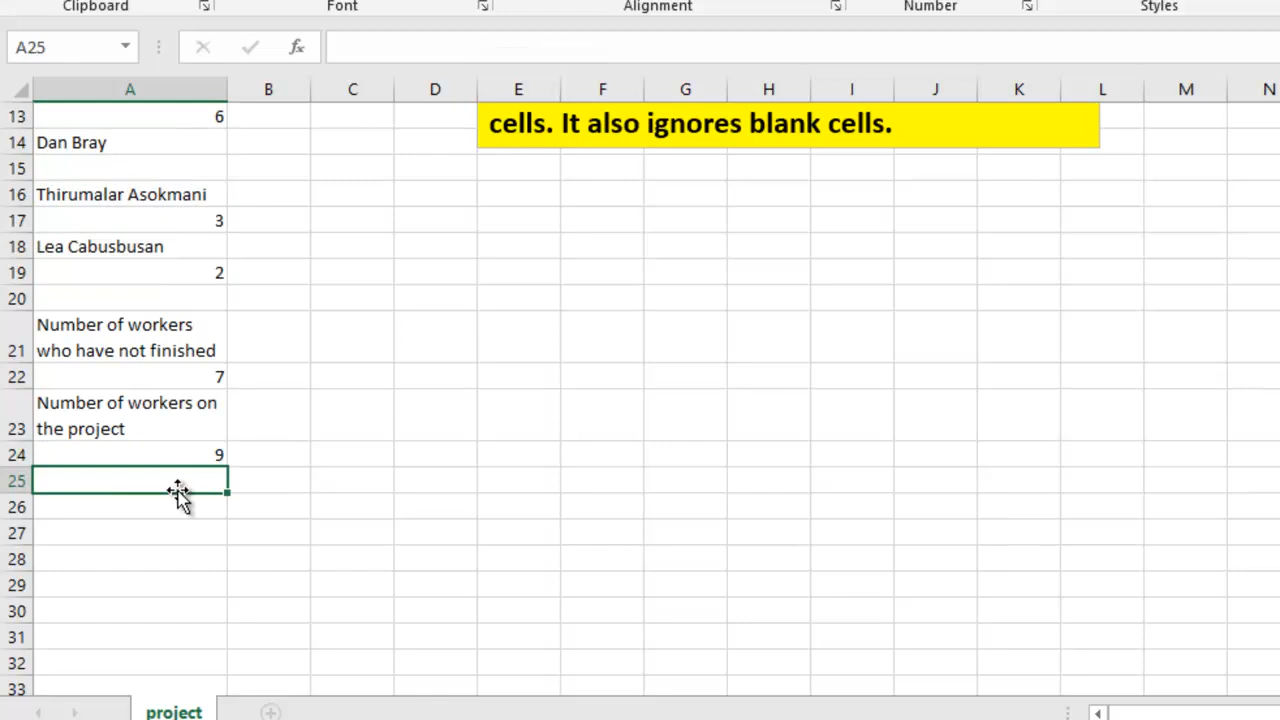 Clipboard Font Alignment Number Styles
A25 fx
A B C D E F G H I J K L M N
13 6
cells. It also ignores blank cells.
14 Dan Bray
15
16 Thirumalar Asokmani
17 3
18 Lea Cabusbusan
19 2
20
Number of workers
21 who have not finished
22 7
Number of workers on
23 the project
24 9
25
26
27
28
29
30
31
32
33
project